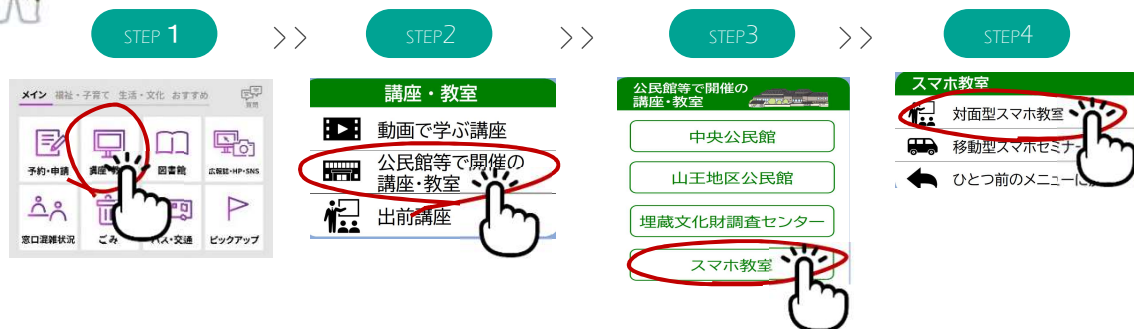 STEP 1
>>
STEP2
>>
STEP3
>>
STEP4
メイン 福祉・子育て 生活・文化 おすすめ
質問
予約・申請
講座・教
図書館
広報誌・HP・SNS
窓口混雑状況
ごみ
バス・交通
ピックアップ
講座・教室
動画で学ぶ講座
公民館等で開催の
講座・教室
出前講座
公民館等で開催の
講座・教室
中央公民館
山王地区公民館
埋蔵文化財調査センター
スマホ教室
スマホ教室
対面型スマホ教室
移動型スマホセミナー
ひとつ前のメニューに